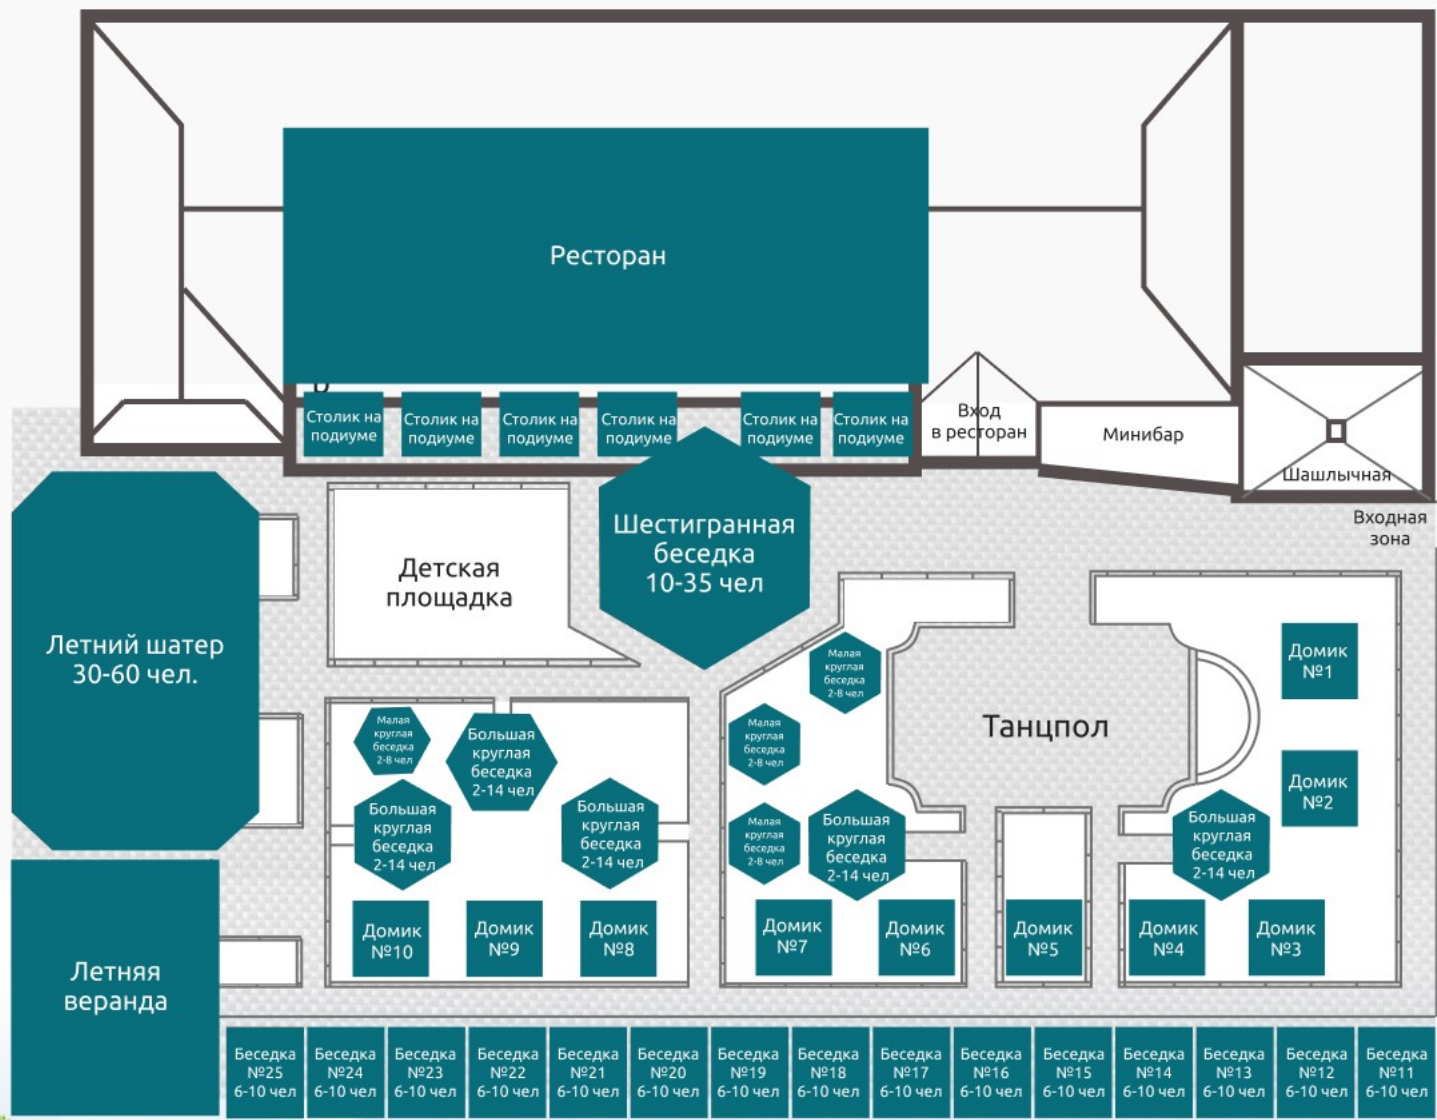 Ресторан
Столик на
подиуме
Столик на
подиуме
Столик на
подиуме
Столик на
подиуме
Столик на
подиуме
Столик на
подиуме
Вход
в ресторан
Минибар
Шашлычная
Входная
зона
Шестигранная
беседка
10-35 чел
Детская
площадка
Летний шатер
30-60 чел.
Домик
№1
Малая
круглая
беседка
2-8 чел
Танцпол
Малая
круглая
беседка
2-8 чел
Большая
круглая
беседка
2-14 чел
Малая
круглая
беседка
2-8 чел
Домик
№2
Большая
круглая
беседка
2-14 чел
Большая
круглая
беседка
2-14 чел
Малая
круглая
беседка
2-8 чел
Большая
круглая
беседка
2-14 чел
Большая
круглая
беседка
2-14 чел
Домик
№10
Домик
№9
Домик
№8
Домик
№7
Домик
№6
Домик
№5
Домик
№4
Домик
№3
Летняя
веранда
Беседка
№25
6-10 чел
Беседка
№24
6-10 чел
Беседка
№23
6-10 чел
Беседка
№22
6-10 чел
Беседка
№21
6-10 чел
Беседка
№20
6-10 чел
Беседка
№19
6-10 чел
Беседка
№18
6-10 чел
Беседка
№17
6-10 чел
Беседка
№16
6-10 чел
Беседка
№15
6-10 чел
Беседка
№14
6-10 чел
Беседка
№13
6-10 чел
Беседка
№12
6-10 чел
Беседка
№11
6-10 чел